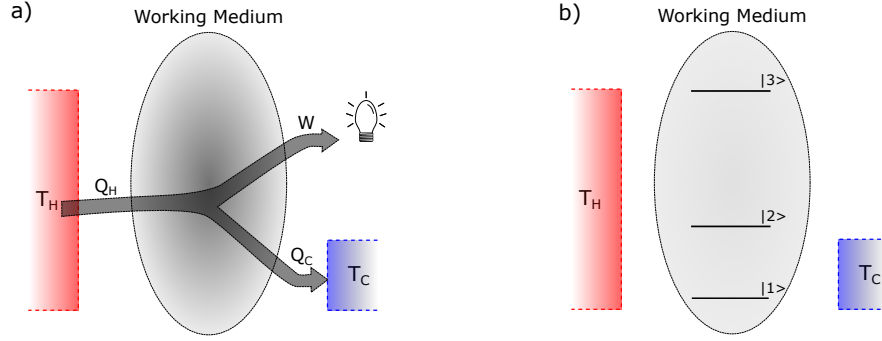 a)
Working Medium
T_H
Q_H
W
Q_C
T_C
b)
Working Medium
|3>
|2>
|1>
T_H
T_C